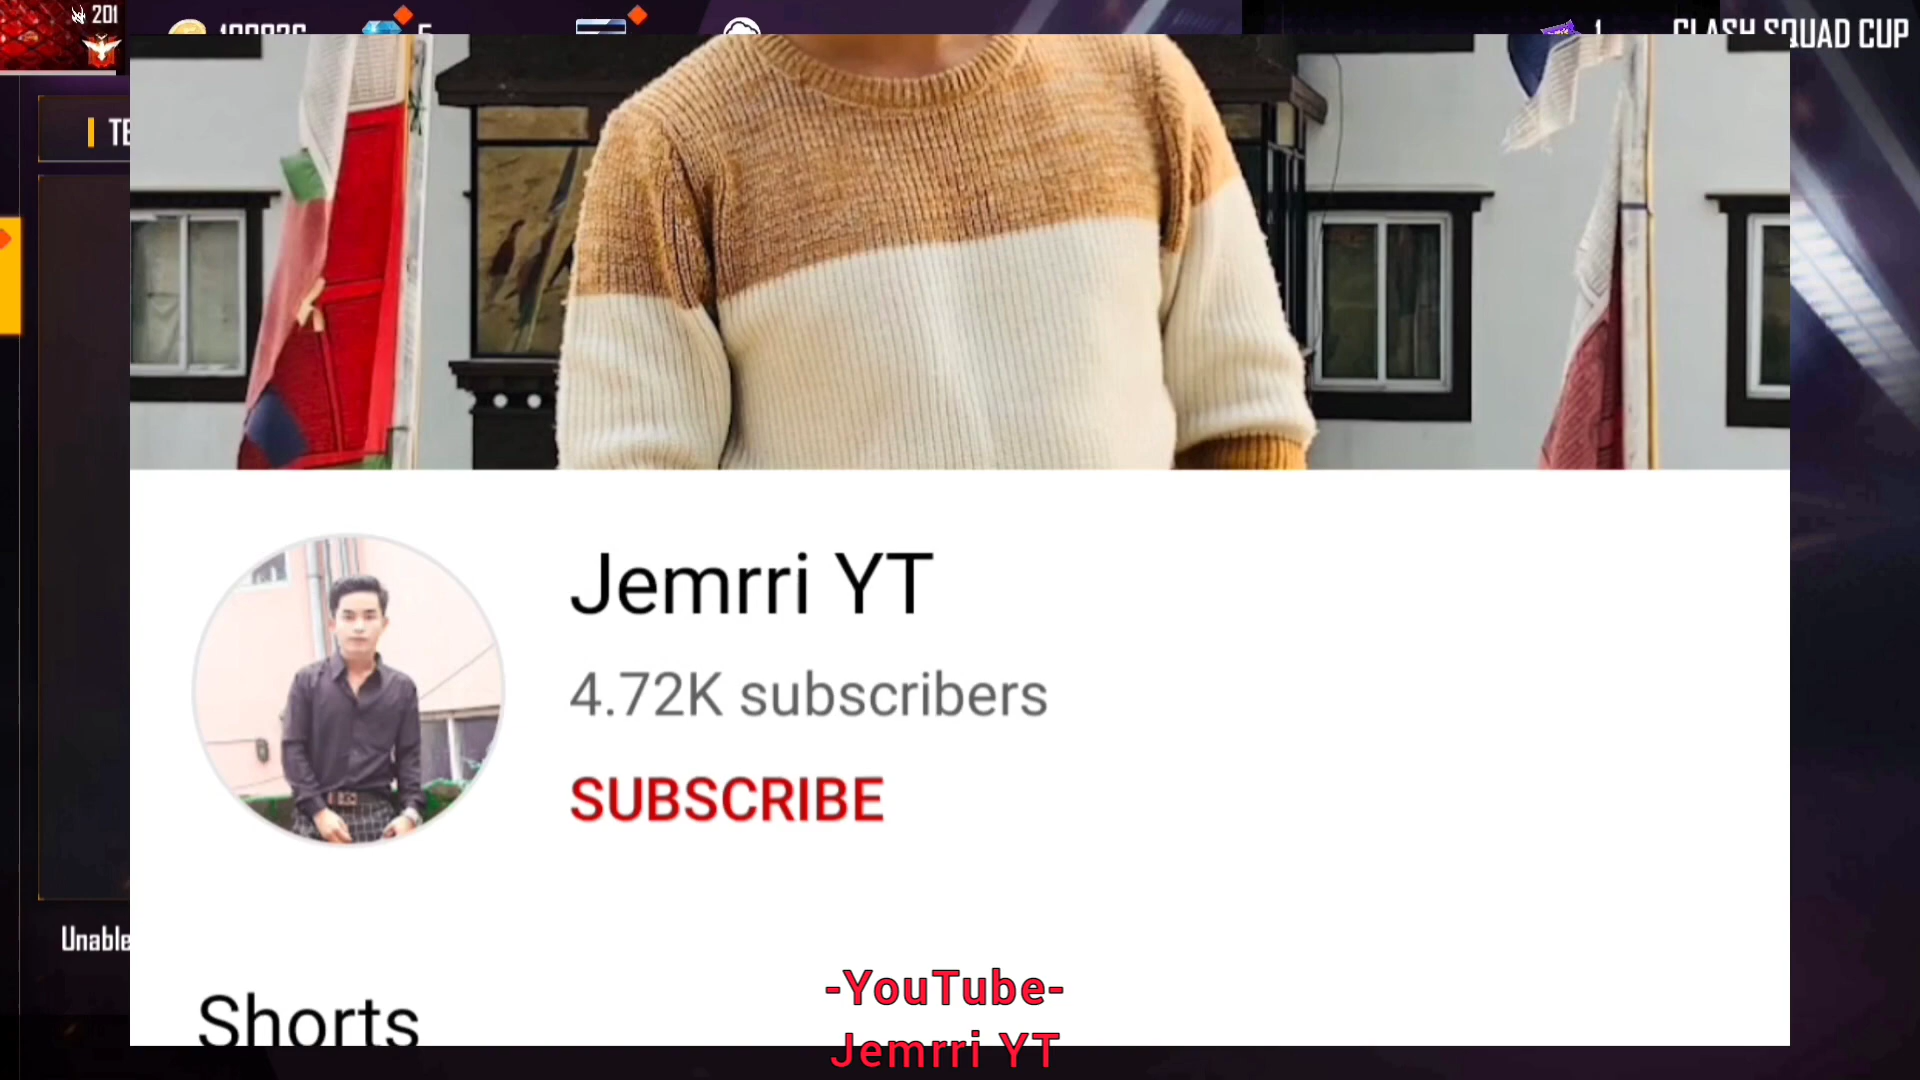 201
CLASH SQUAD CUP
Jemrri YT
4.72K subscribers
SUBSCRIBE
Unable
Shorts
-YouTube-
Jemrri YT